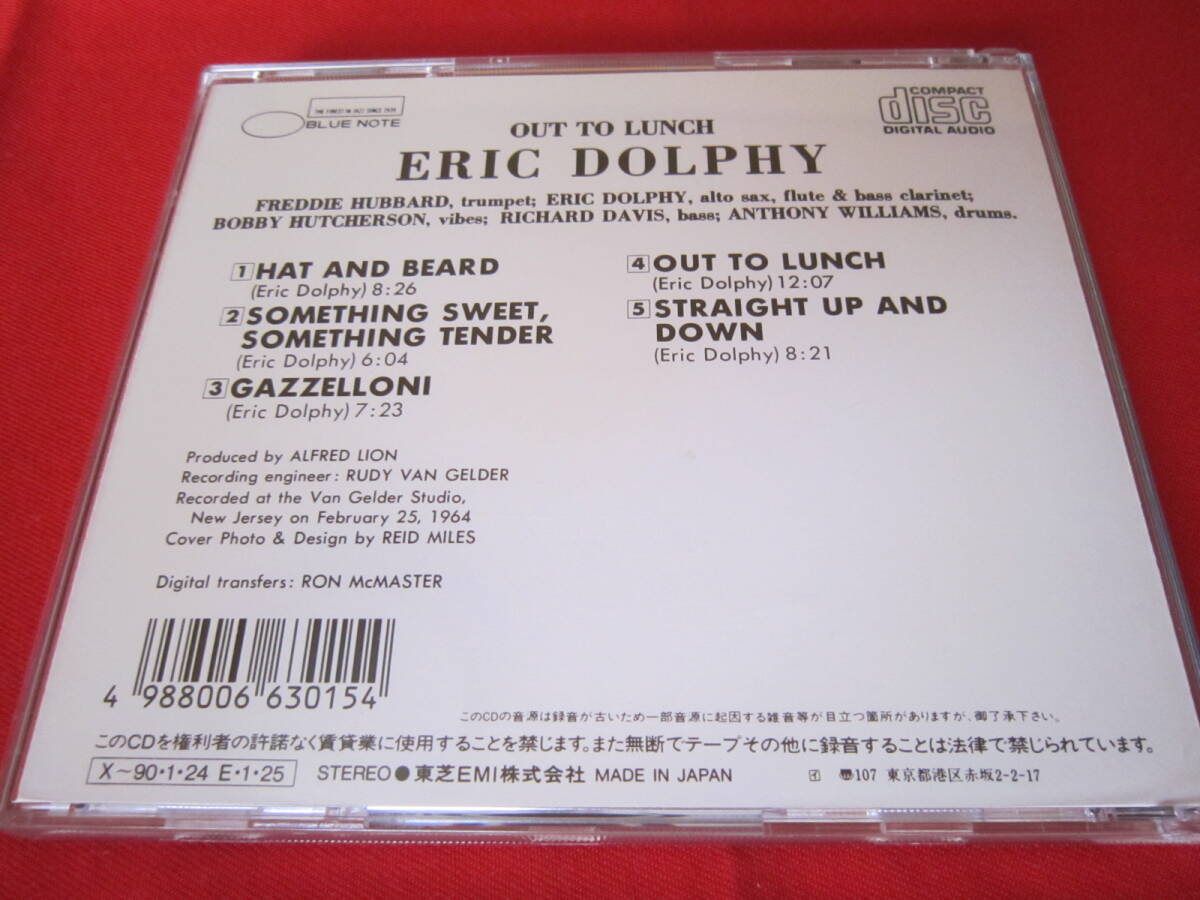 THE FINEST IN JAZZ SINCE 1939
BLUE NOTE
COMPACT
disc
DIGITAL AUDIO
OUT TO LUNCH
ERIC DOLPHY
FREDDIE HUBBARD, trumpet; ERIC DOLPHY, alto sax, flute & bass clarinet;
BOBBY HUTCHERSON, vibes; RICHARD DAVIS, bass; ANTHONY WILLIAMS, drums.
1 HAT AND BEARD
(Eric Dolphy) 8:26
2 SOMETHING SWEET,
SOMETHING TENDER
(Eric Dolphy) 6:04
3 GAZZELLONI
(Eric Dolphy) 7:23
4 OUT TO LUNCH
(Eric Dolphy) 12:07
5 STRAIGHT UP AND
DOWN
(Eric Dolphy) 8:21
Produced by ALFRED LION
Recording engineer: RUDY VAN GELDER
Recorded at the Van Gelder Studio,
New Jersey on February 25, 1964
Cover Photo & Design by REID MILES
Digital transfers: RON McMASTER
4 988006 630154
このCDの音源は録音が古いため一部音源に起因する雑音等が目立つ箇所がありますが、御了承下さい。
このCDを権利者の許諾なく賃貸業に使用することを禁じます。また無断でテープその他に録音することは法律で禁じられています。
X〜90・1・24 E・1・25 STEREO● 東芝EMI株式会社 MADE IN JAPAN 107 東京都港区赤坂2-2-17